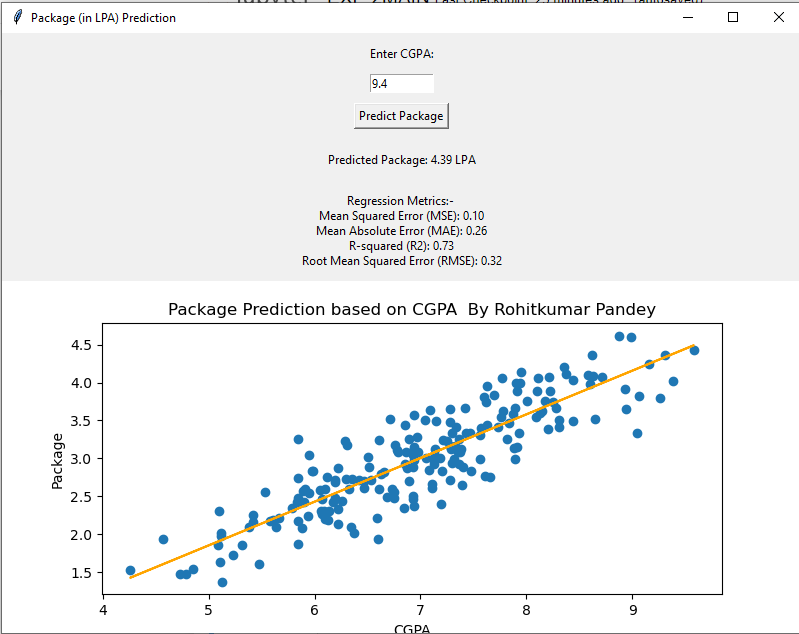 Package (in LPA) Prediction
Enter CGPA:
9.4
Predict Package
Predicted Package: 4.39 LPA
Regression Metrics:-
Mean Squared Error (MSE): 0.10
Mean Absolute Error (MAE): 0.26
R-squared (R2): 0.73
Root Mean Squared Error (RMSE): 0.32
Package Prediction based on CGPA  By Rohitkumar Pandey
4.5
4.0
3.5
3.0
2.5
2.0
1.5
Package
4 5 6 7 8 9
CGPA